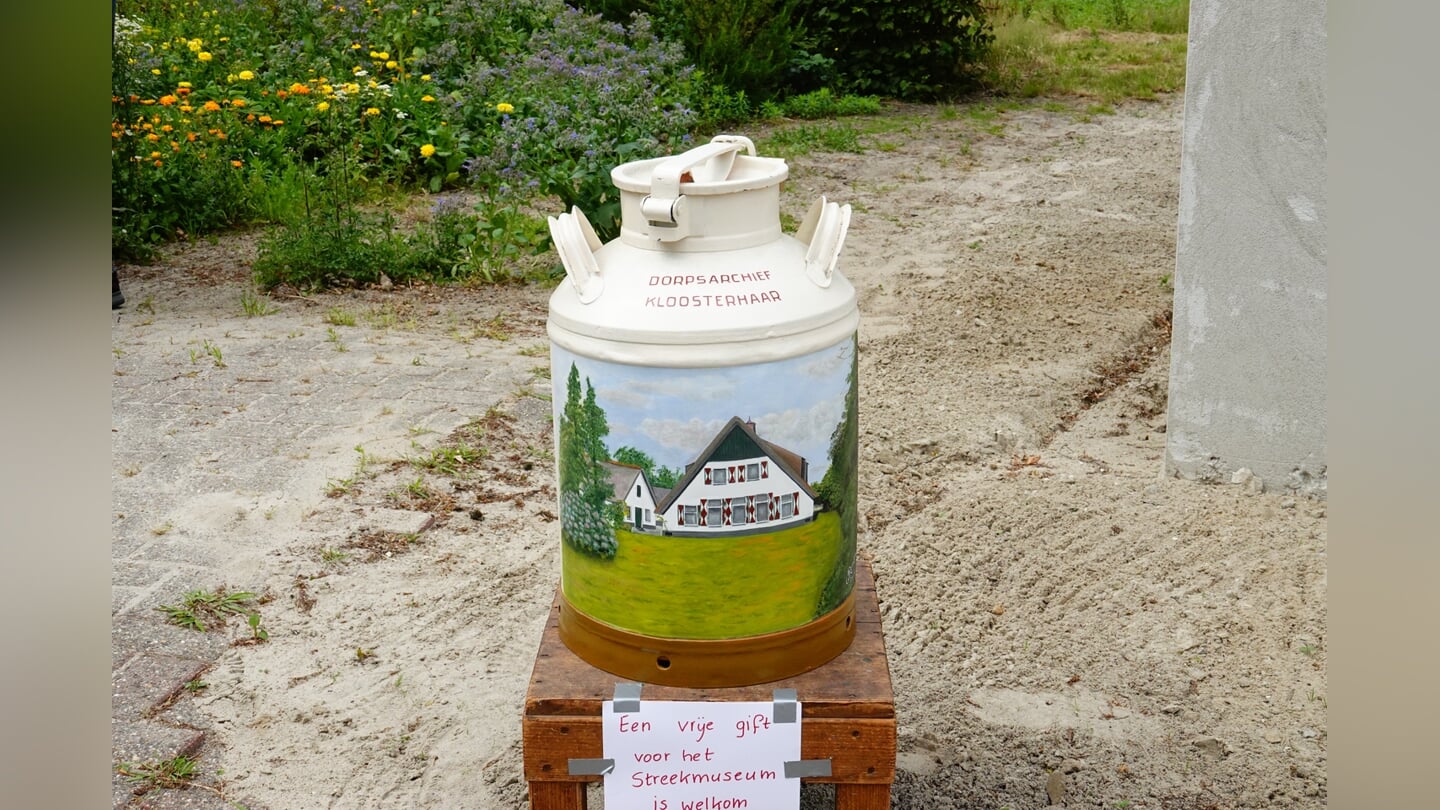 DORPSARCHIEF
KLOOSTERHAAR
Een vrije gift
voor het
Streekmuseum
is welkom